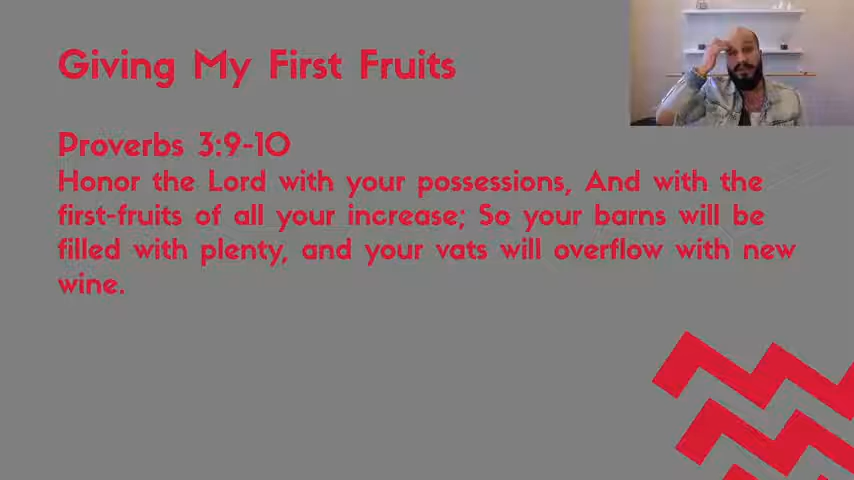 Giving My First Fruits
Proverbs 3:9-10
Honor the Lord with your possessions, And with the
first-fruits of all your increase; So your barns will be
filled with plenty, and your vats will overflow with new
wine.